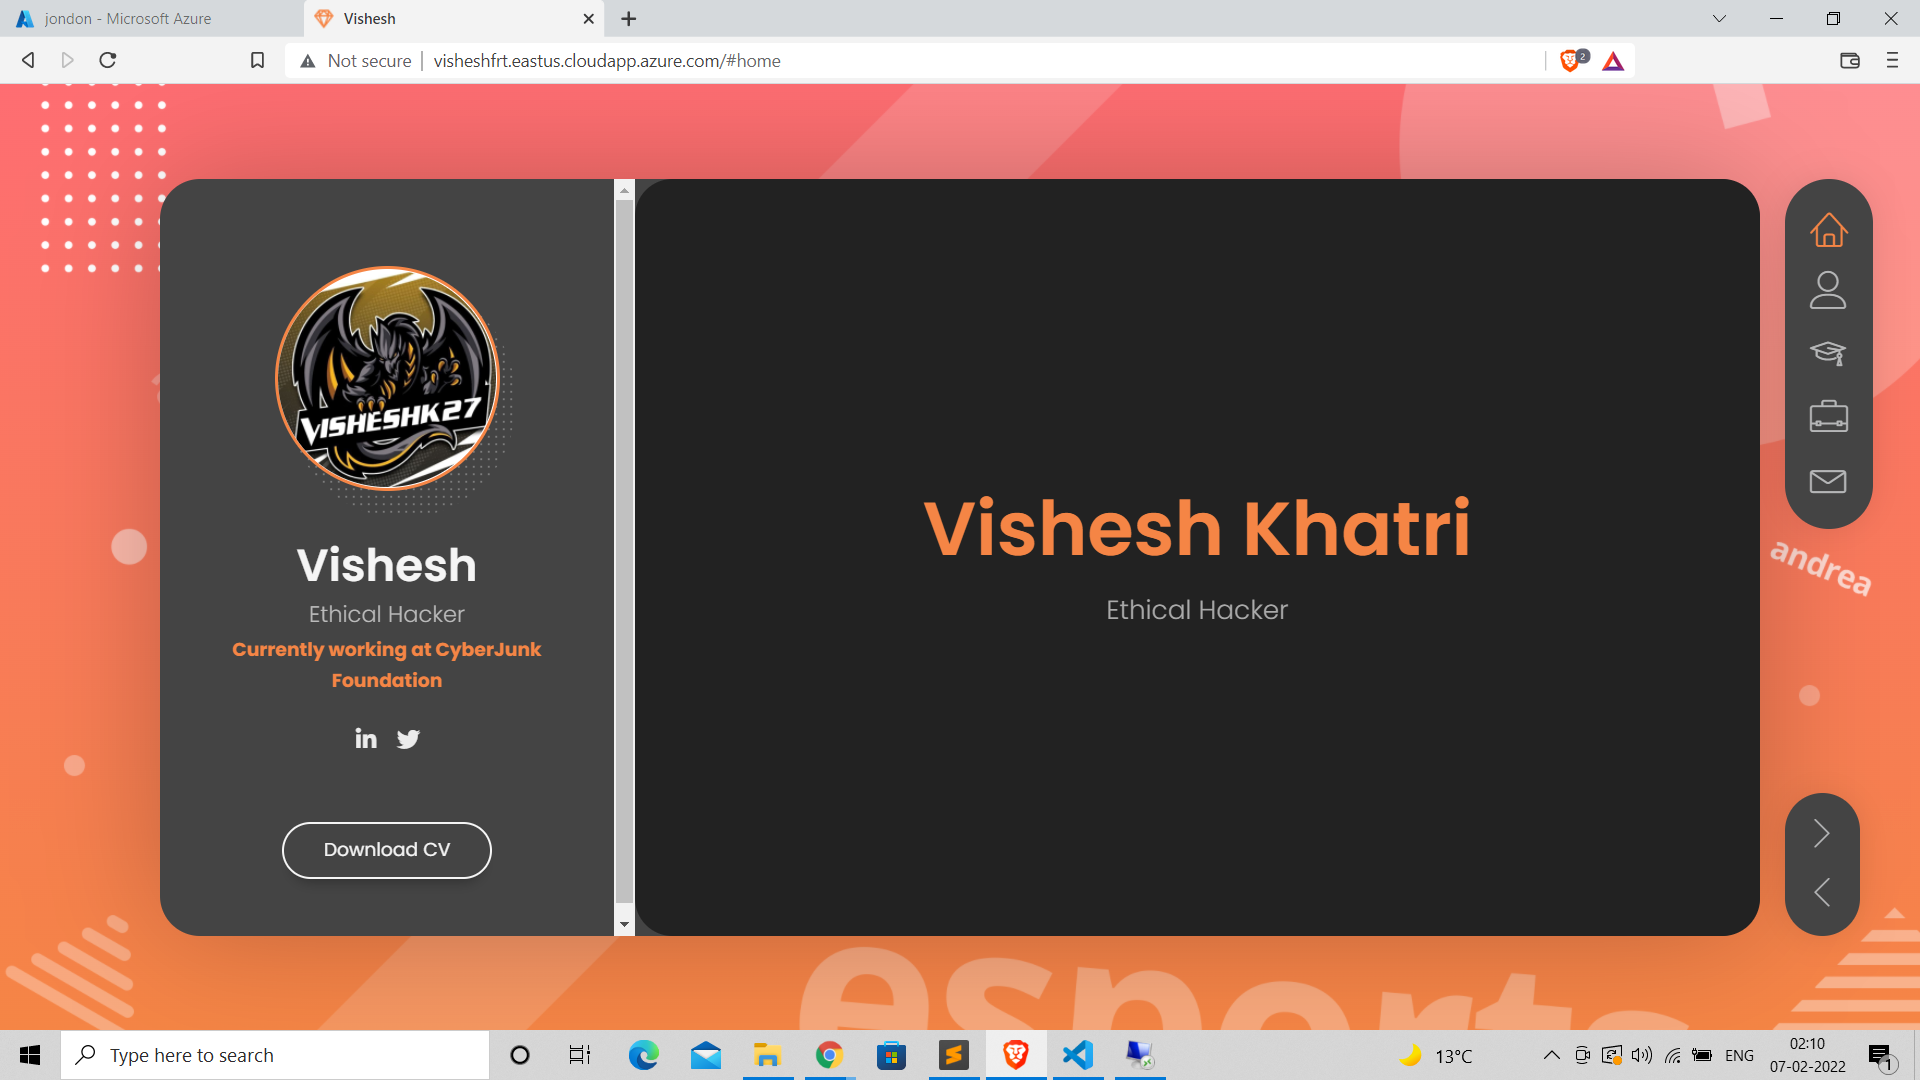 jondon - Microsoft Azure
Vishesh
Not secure
visheshfrt.eastus.cloudapp.azure.com/#home
2
VISHESHK27
Vishesh
Ethical Hacker
Currently working at CyberJunk
Foundation
Download CV
Vishesh Khatri
Ethical Hacker
andrea
esports
Type here to search
13°C
ENG
02:10
07-02-2022
1